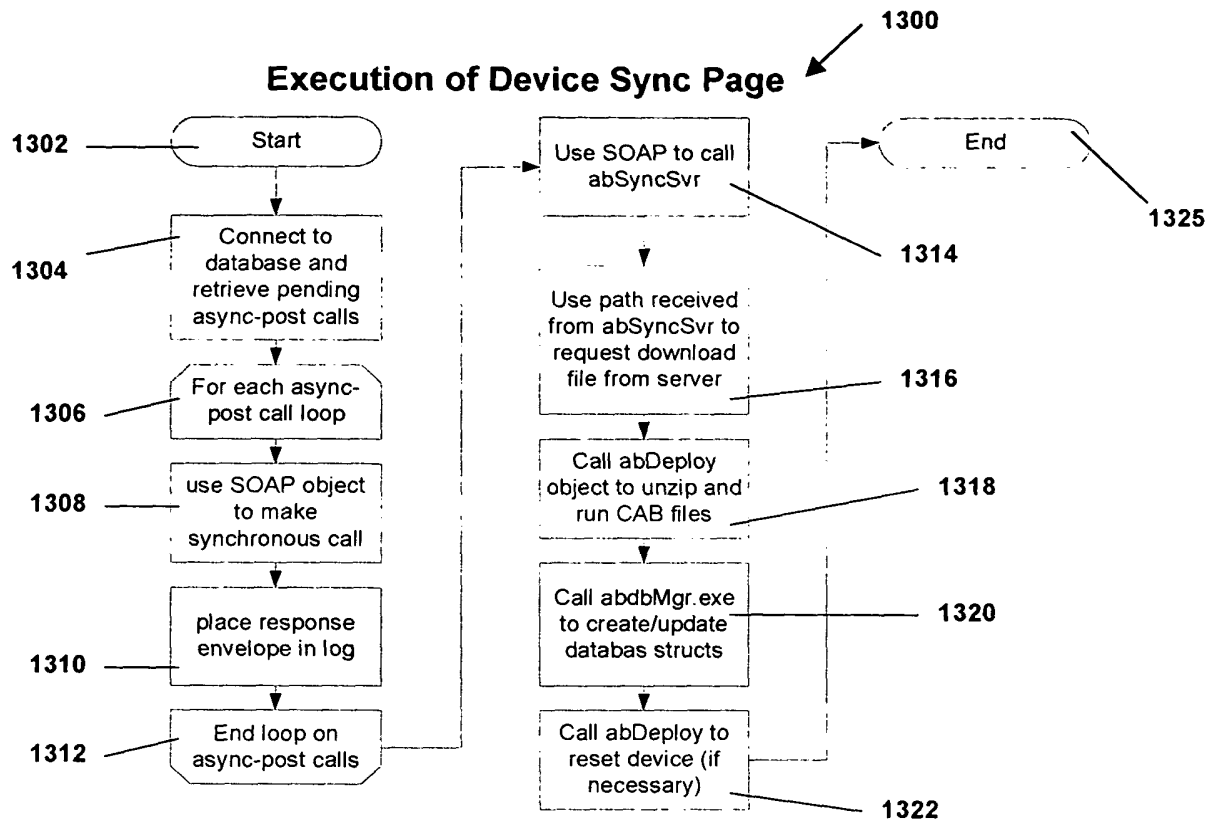 1300
Execution of Device Sync Page
1302
Start
1304
Connect to
database and
retrieve pending
async-post calls
1306
For each async-
post call loop
1308
use SOAP object
to make
synchronous call
1310
place response
envelope in log
1312
End loop on
async-post calls
Use SOAP to call
abSyncSvr
1314
Use path received
from abSyncSvr to
request download
file from server
1316
Call abDeploy
object to unzip and
run CAB files
1318
Call abdbMgr.exe
to create/update
databas structs
1320
Call abDeploy to
reset device (if
necessary)
1322
End
1325